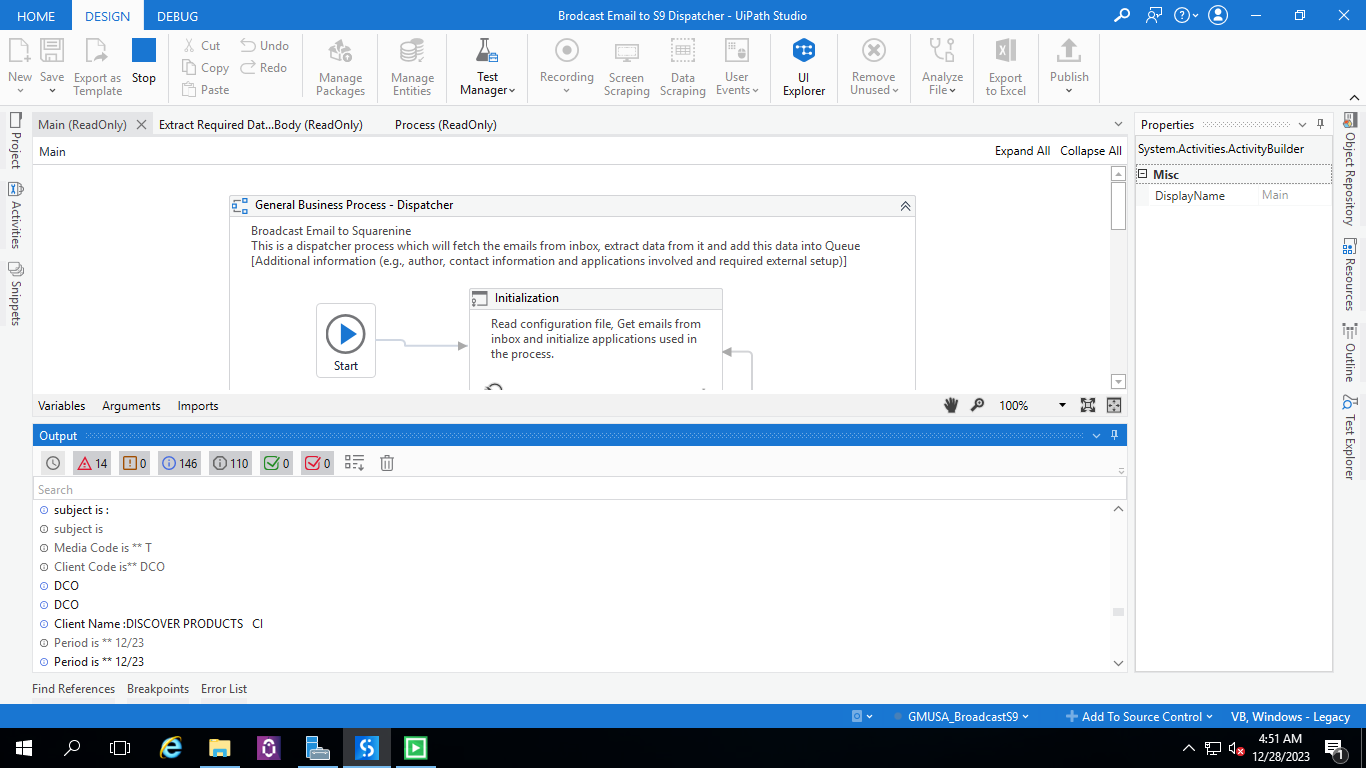 HOME
DESIGN
DEBUG
Brodcast Email to S9 Dispatcher - UiPath Studio
New
Save
Export as
Template
Stop
Cut
Copy
Paste
Undo
Redo
Manage
Packages
Manage
Entities
Test
Manager
Recording
Screen
Scraping
Data
Scraping
User
Events
UI
Explorer
Remove
Unused
Analyze
File
Export
to Excel
Publish
Project
Activities
Snippets
Main (ReadOnly)
Extract Required Dat...Body (ReadOnly)
Process (ReadOnly)
Main
Expand All
Collapse All
General Business Process - Dispatcher
Broadcast Email to Squarenine
This is a dispatcher process which will fetch the emails from inbox, extract data from it and add this data into Queue
[Additional information (e.g., author, contact information and applications involved and required external setup)]
Start
Initialization
Read configuration file, Get emails from
inbox and initialize applications used in
the process.
Variables
Arguments
Imports
100%
Output
14
0
146
110
0
0
Search
subject is :
subject is
Media Code is ** T
Client Code is** DCO
DCO
DCO
Client Name :DISCOVER PRODUCTS   CI
Period is ** 12/23
Period is ** 12/23
Find References
Breakpoints
Error List
Properties
System.Activities.ActivityBuilder
Misc
DisplayName
Main
Object Repository
Resources
Outline
Test Explorer
GMUSA_BroadcastS9
Add To Source Control
VB, Windows - Legacy
4:51 AM
12/28/2023
1